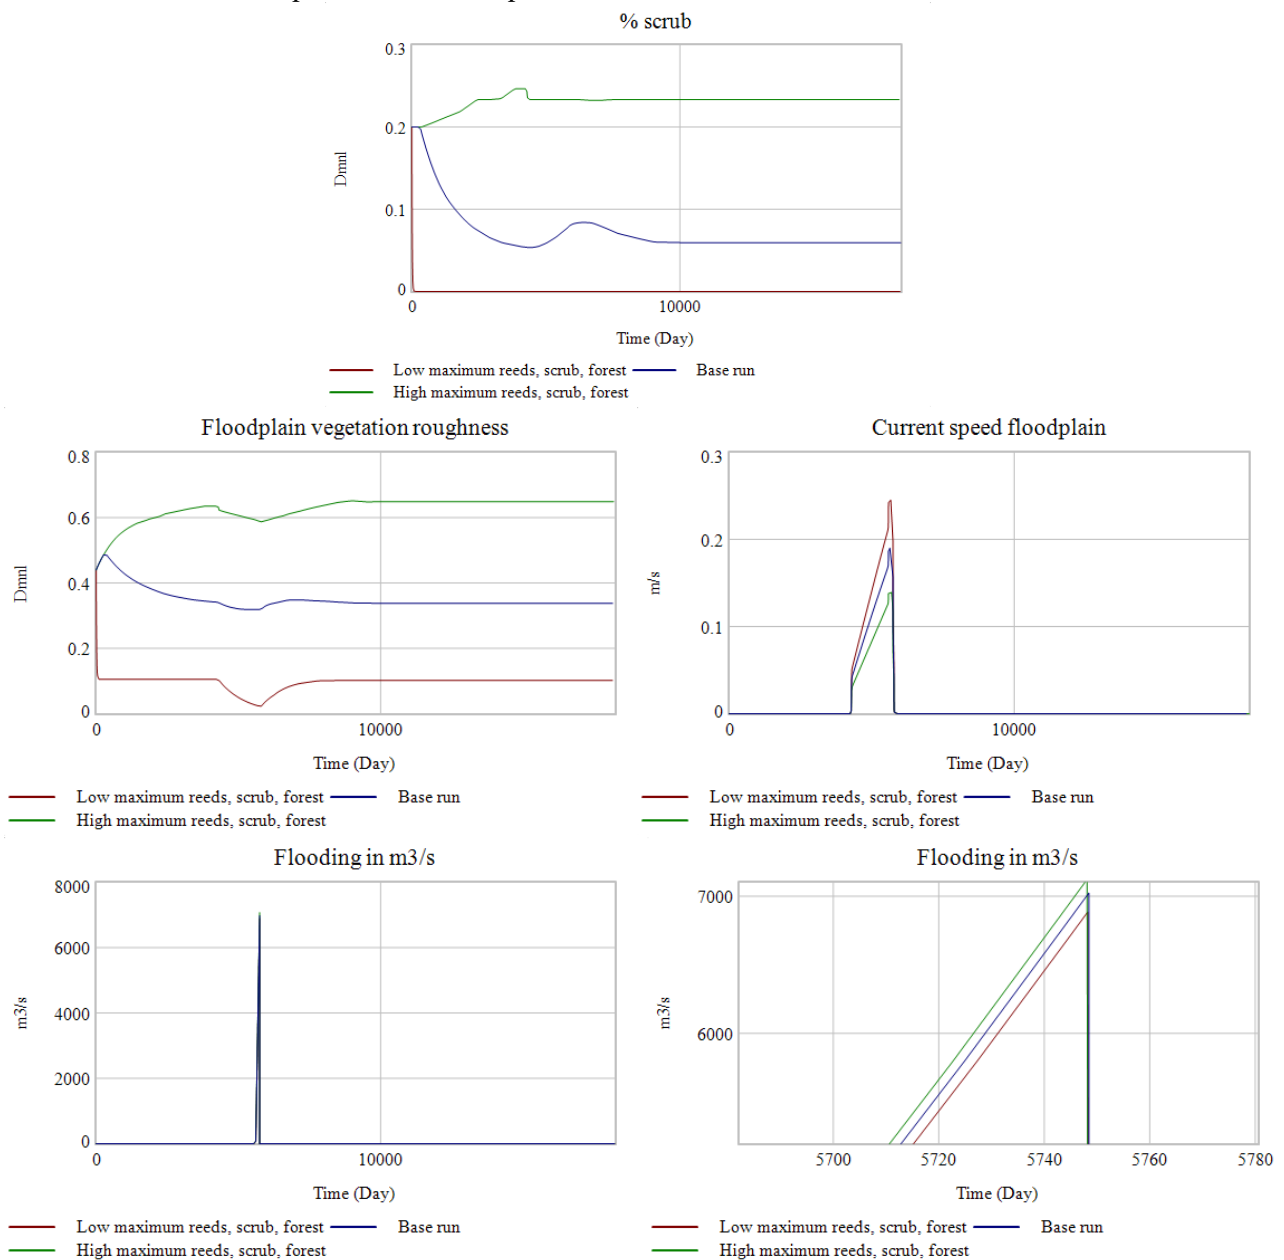 % scrub
0.3
0.2
0.1
0
Dmnl
0
10000
Time (Day)
Low maximum reeds, scrub, forest
Base run
High maximum reeds, scrub, forest
Floodplain vegetation roughness
0.8
0.6
0.4
0.2
0
Dmnl
0
10000
Time (Day)
Low maximum reeds, scrub, forest
Base run
High maximum reeds, scrub, forest
Current speed floodplain
0.3
0.2
0.1
0
m/s
0
10000
Time (Day)
Low maximum reeds, scrub, forest
Base run
High maximum reeds, scrub, forest
Flooding in m3/s
8000
6000
4000
2000
0
m3/s
0
10000
Time (Day)
Low maximum reeds, scrub, forest
Base run
High maximum reeds, scrub, forest
Flooding in m3/s
7000
6000
m3/s
5700
5720
5740
5760
5780
Time (Day)
Low maximum reeds, scrub, forest
Base run
High maximum reeds, scrub, forest